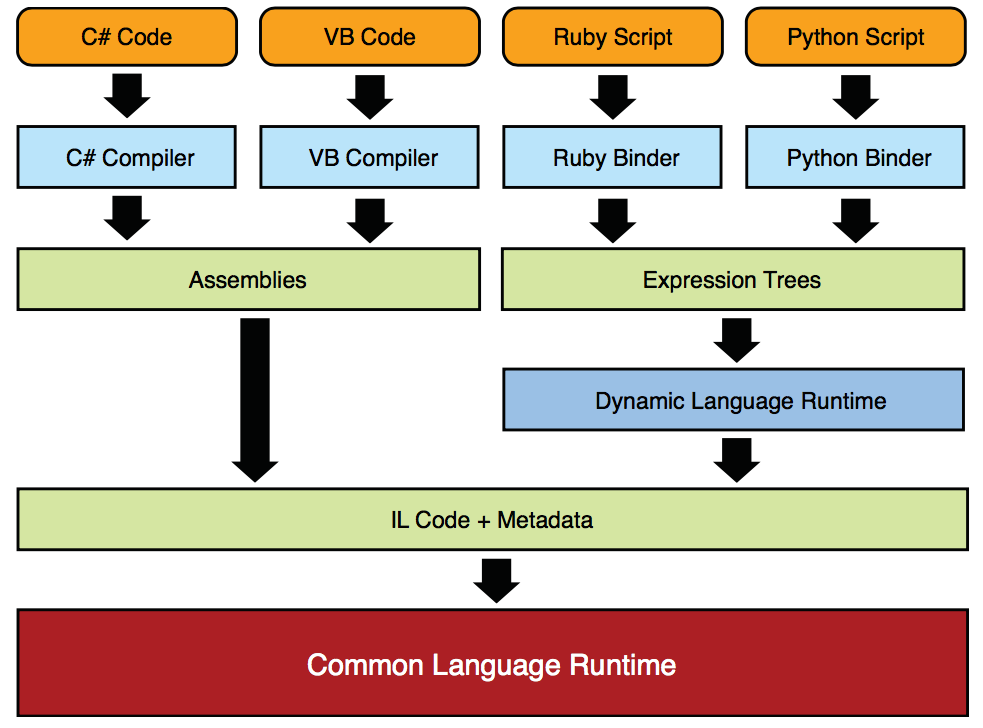 C# Code
VB Code
Ruby Script
Python Script
C# Compiler
VB Compiler
Ruby Binder
Python Binder
Assemblies
Expression Trees
Dynamic Language Runtime
IL Code + Metadata
Common Language Runtime